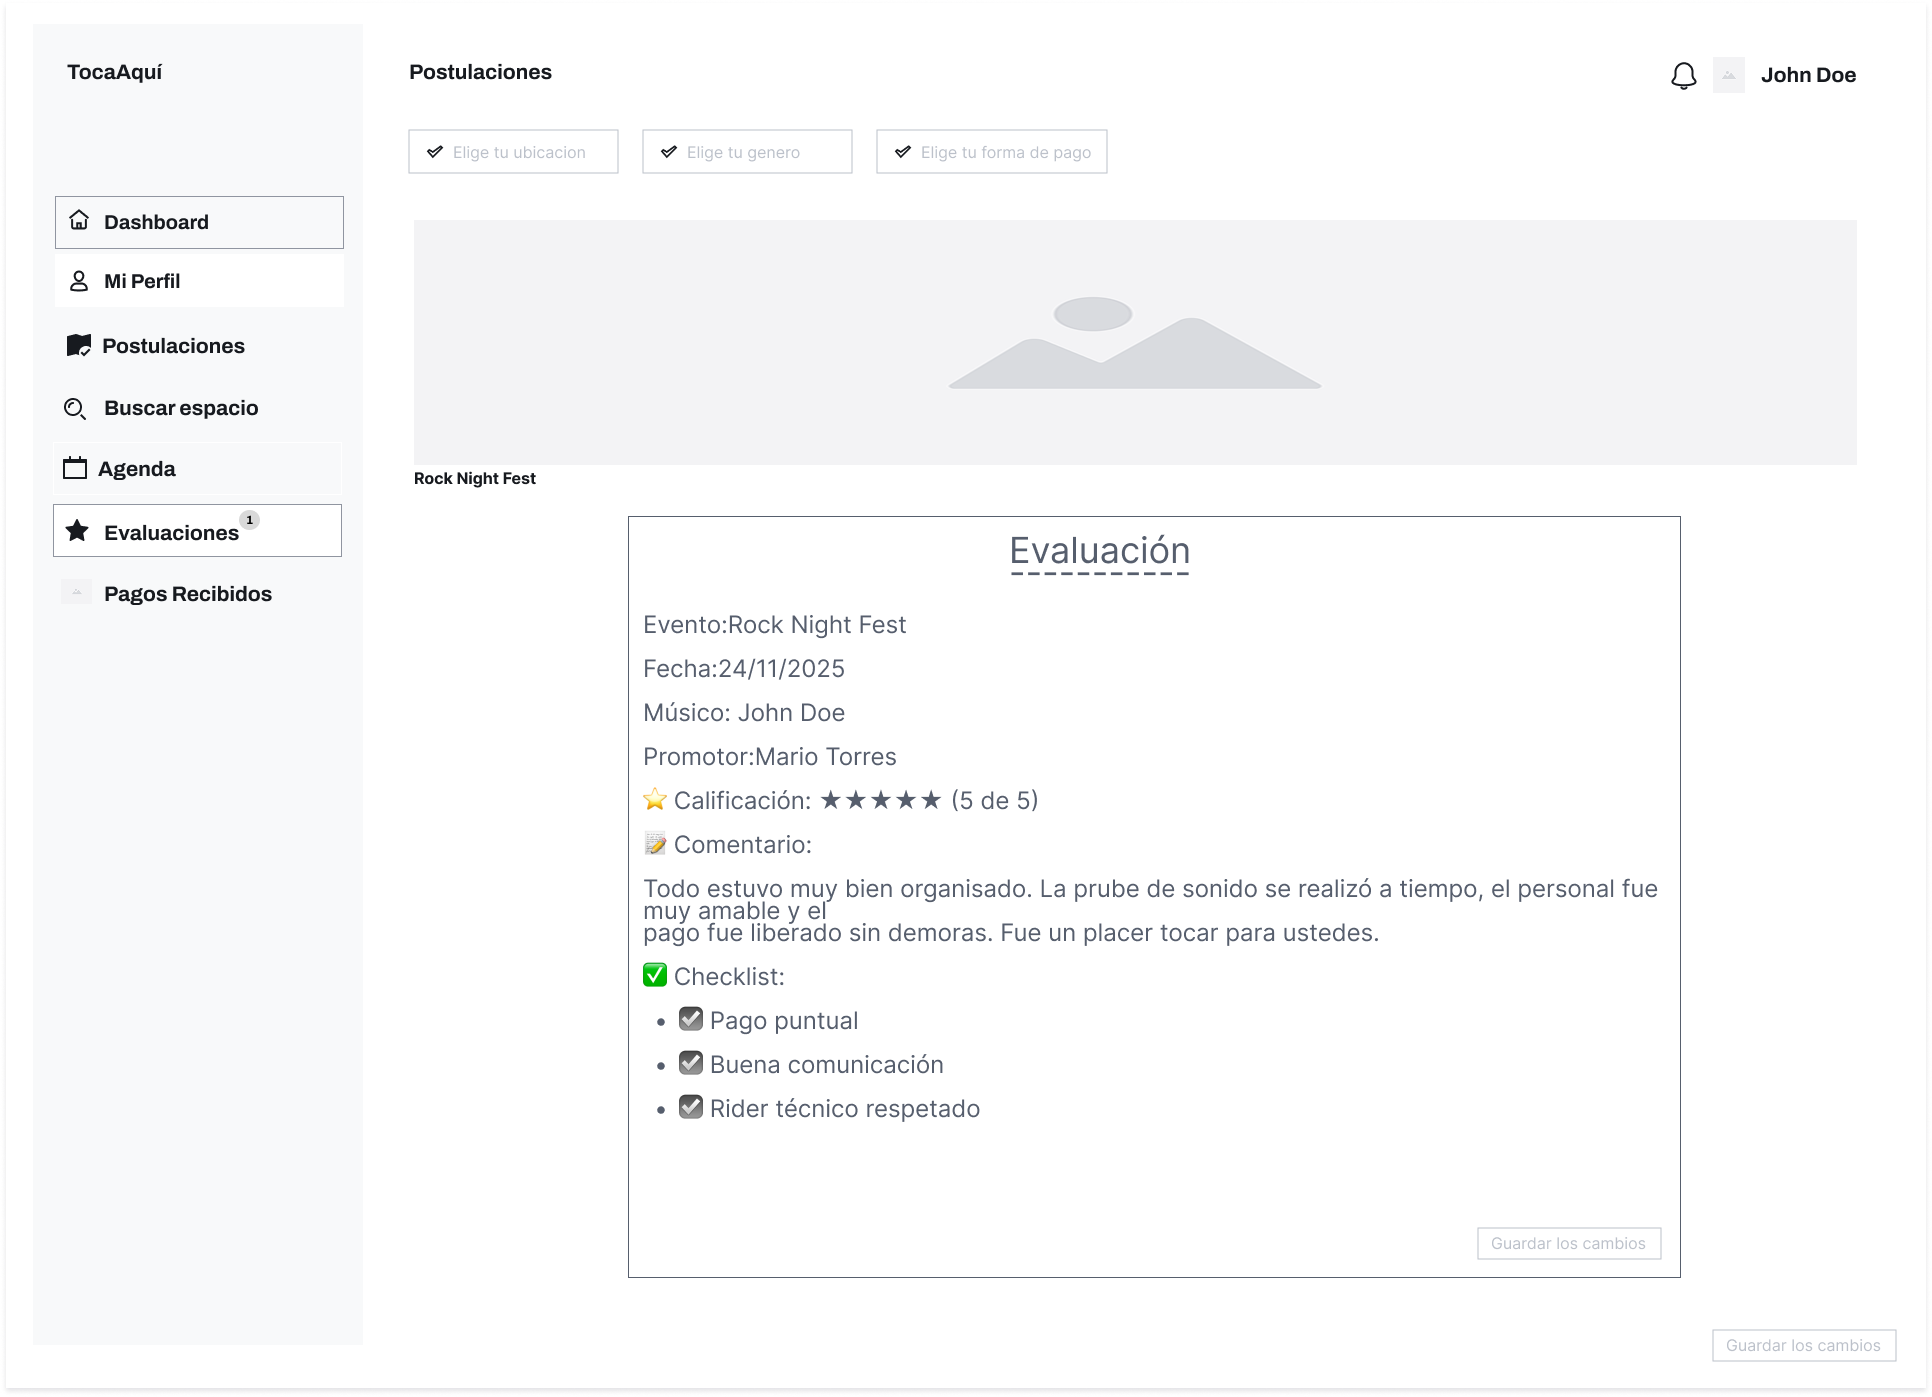 TocaAquí
Postulaciones
John Doe
Elige tu ubicacion
Elige tu genero
Elige tu forma de pago
Dashboard
Mi Perfil
Postulaciones
Buscar espacio
Agenda
Evaluaciones
1
Pagos Recibidos
Rock Night Fest
Evaluación
Evento:Rock Night Fest
Fecha:24/11/2025
Músico: John Doe
Promotor:Mario Torres
⭐ Calificación: ★★★★★ (5 de 5)
📝 Comentario:
Todo estuvo muy bien organisado. La prube de sonido se realizó a tiempo, el personal fue
muy amable y el
pago fue liberado sin demoras. Fue un placer tocar para ustedes.
✅ Checklist:
• ☑ Pago puntual
• ☑ Buena comunicación
• ☑ Rider técnico respetado
Guardar los cambios
Guardar los cambios